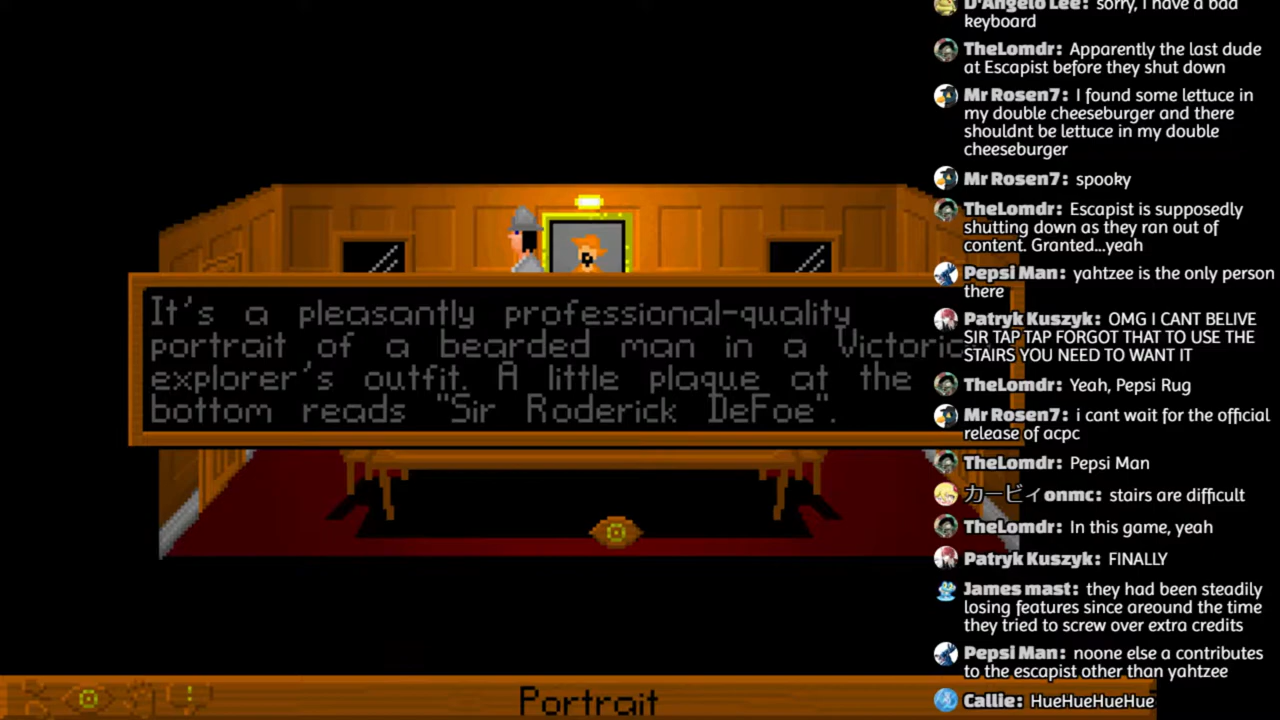 It's a pleasantly professional-quality
portrait of a bearded man in a Victoria
explorer's outfit. A little plaque at the
bottom reads "Sir Roderick DeFoe".
Portrait
D'Angelo Lee: sorry, I have a bad
keyboard
TheLomdr: Apparently the last dude
at Escapist before they shut down
Mr Rosen7: I found some lettuce in
my double cheeseburger and there
shouldnt be lettuce in my double
cheeseburger
Mr Rosen7: spooky
TheLomdr: Escapist is supposedly
shutting down as they ran out of
content. Granted...yeah
Pepsi Man: yahtzee is the only person
there
Patryk Kuszyk: OMG I CANT BELIVE
SIR TAP TAP FORGOT THAT TO USE THE
STAIRS YOU NEED TO WANT IT
TheLomdr: Yeah, Pepsi Rug
Mr Rosen7: i cant wait for the official
release of acpc
TheLomdr: Pepsi Man
カービィonmc: stairs are difficult
TheLomdr: In this game, yeah
Patryk Kuszyk: FINALLY
James mast: they had been steadily
losing features since areound the time
they tried to screw over extra credits
Pepsi Man: noone else a contributes
to the escapist other than yahtzee
Callie: HueHueHueHue